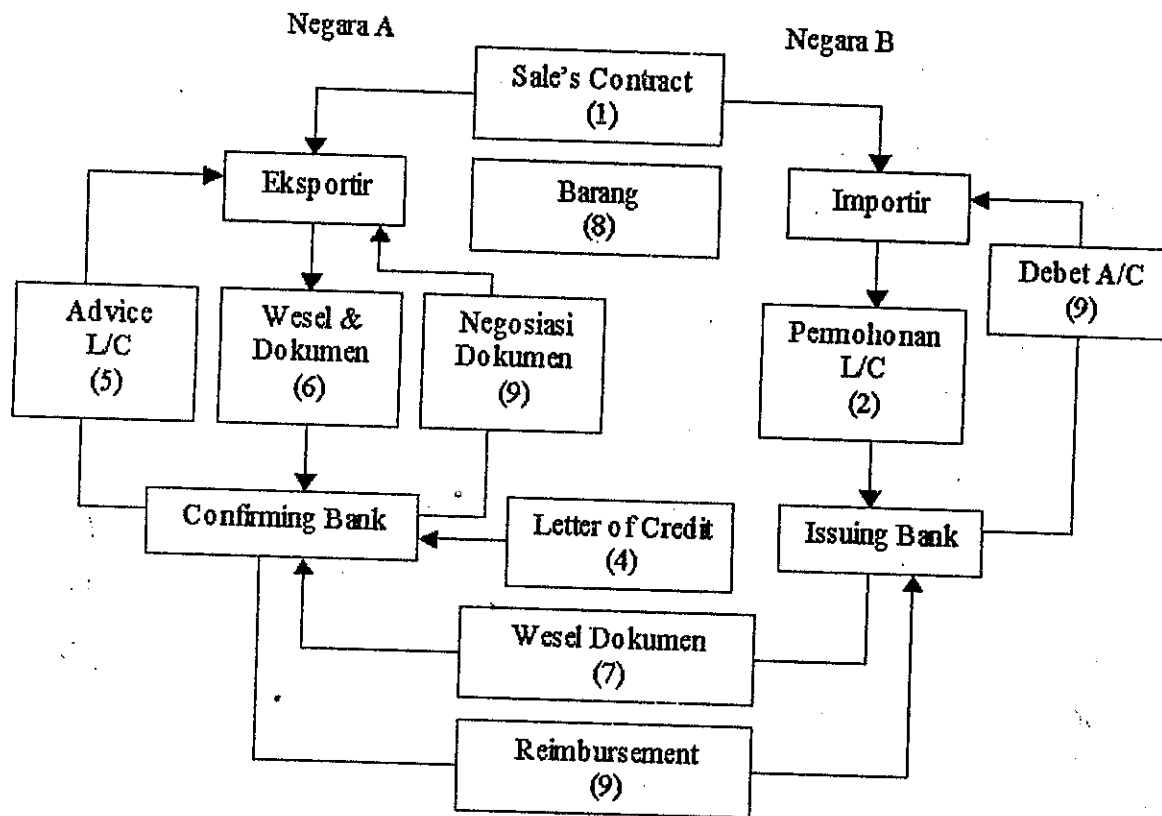 Negara A
Negara B
Sale's Contract
(1)
Eksportir
Barang
(8)
Importir
Advice
L/C
(5)
Wesel &
Dokumen
(6)
Negosiasi
Dokumen
(9)
Permohonan
L/C
(2)
Debet A/C
(9)
Confirming Bank
Letter of Credit
(4)
Issuing Bank
Wesel Dokumen
(7)
Reimbursement
(9)